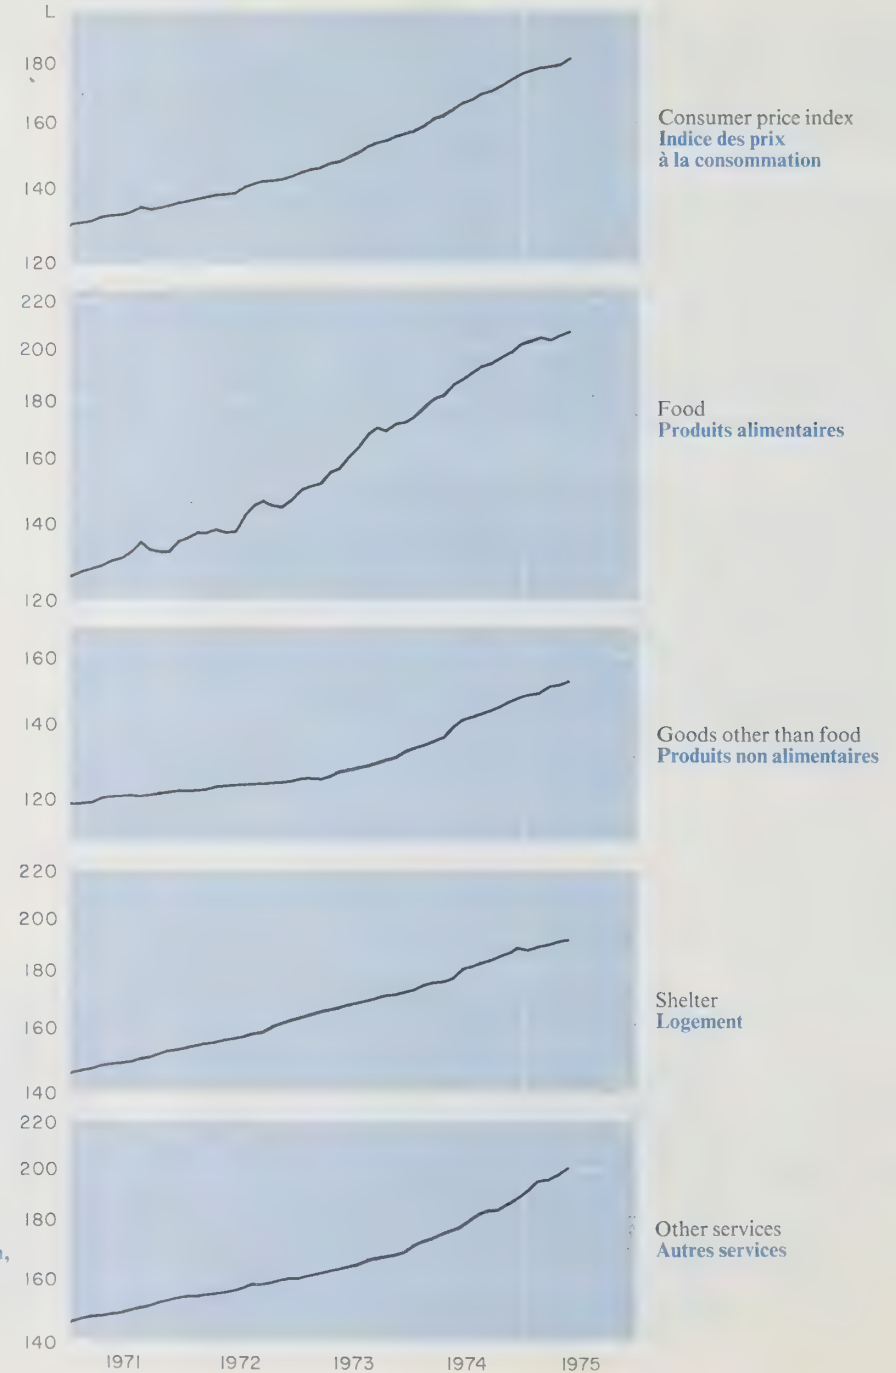 L
180
160
140
120
Consumer price index
Indice des prix
à la consommation
220
200
180
160
140
120
Food
Produits alimentaires
160
140
120
Goods other than food
Produits non alimentaires
220
200
180
160
140
Shelter
Logement
220
200
180
160
140
Other services
Autres services
1971 1972 1973 1974 1975